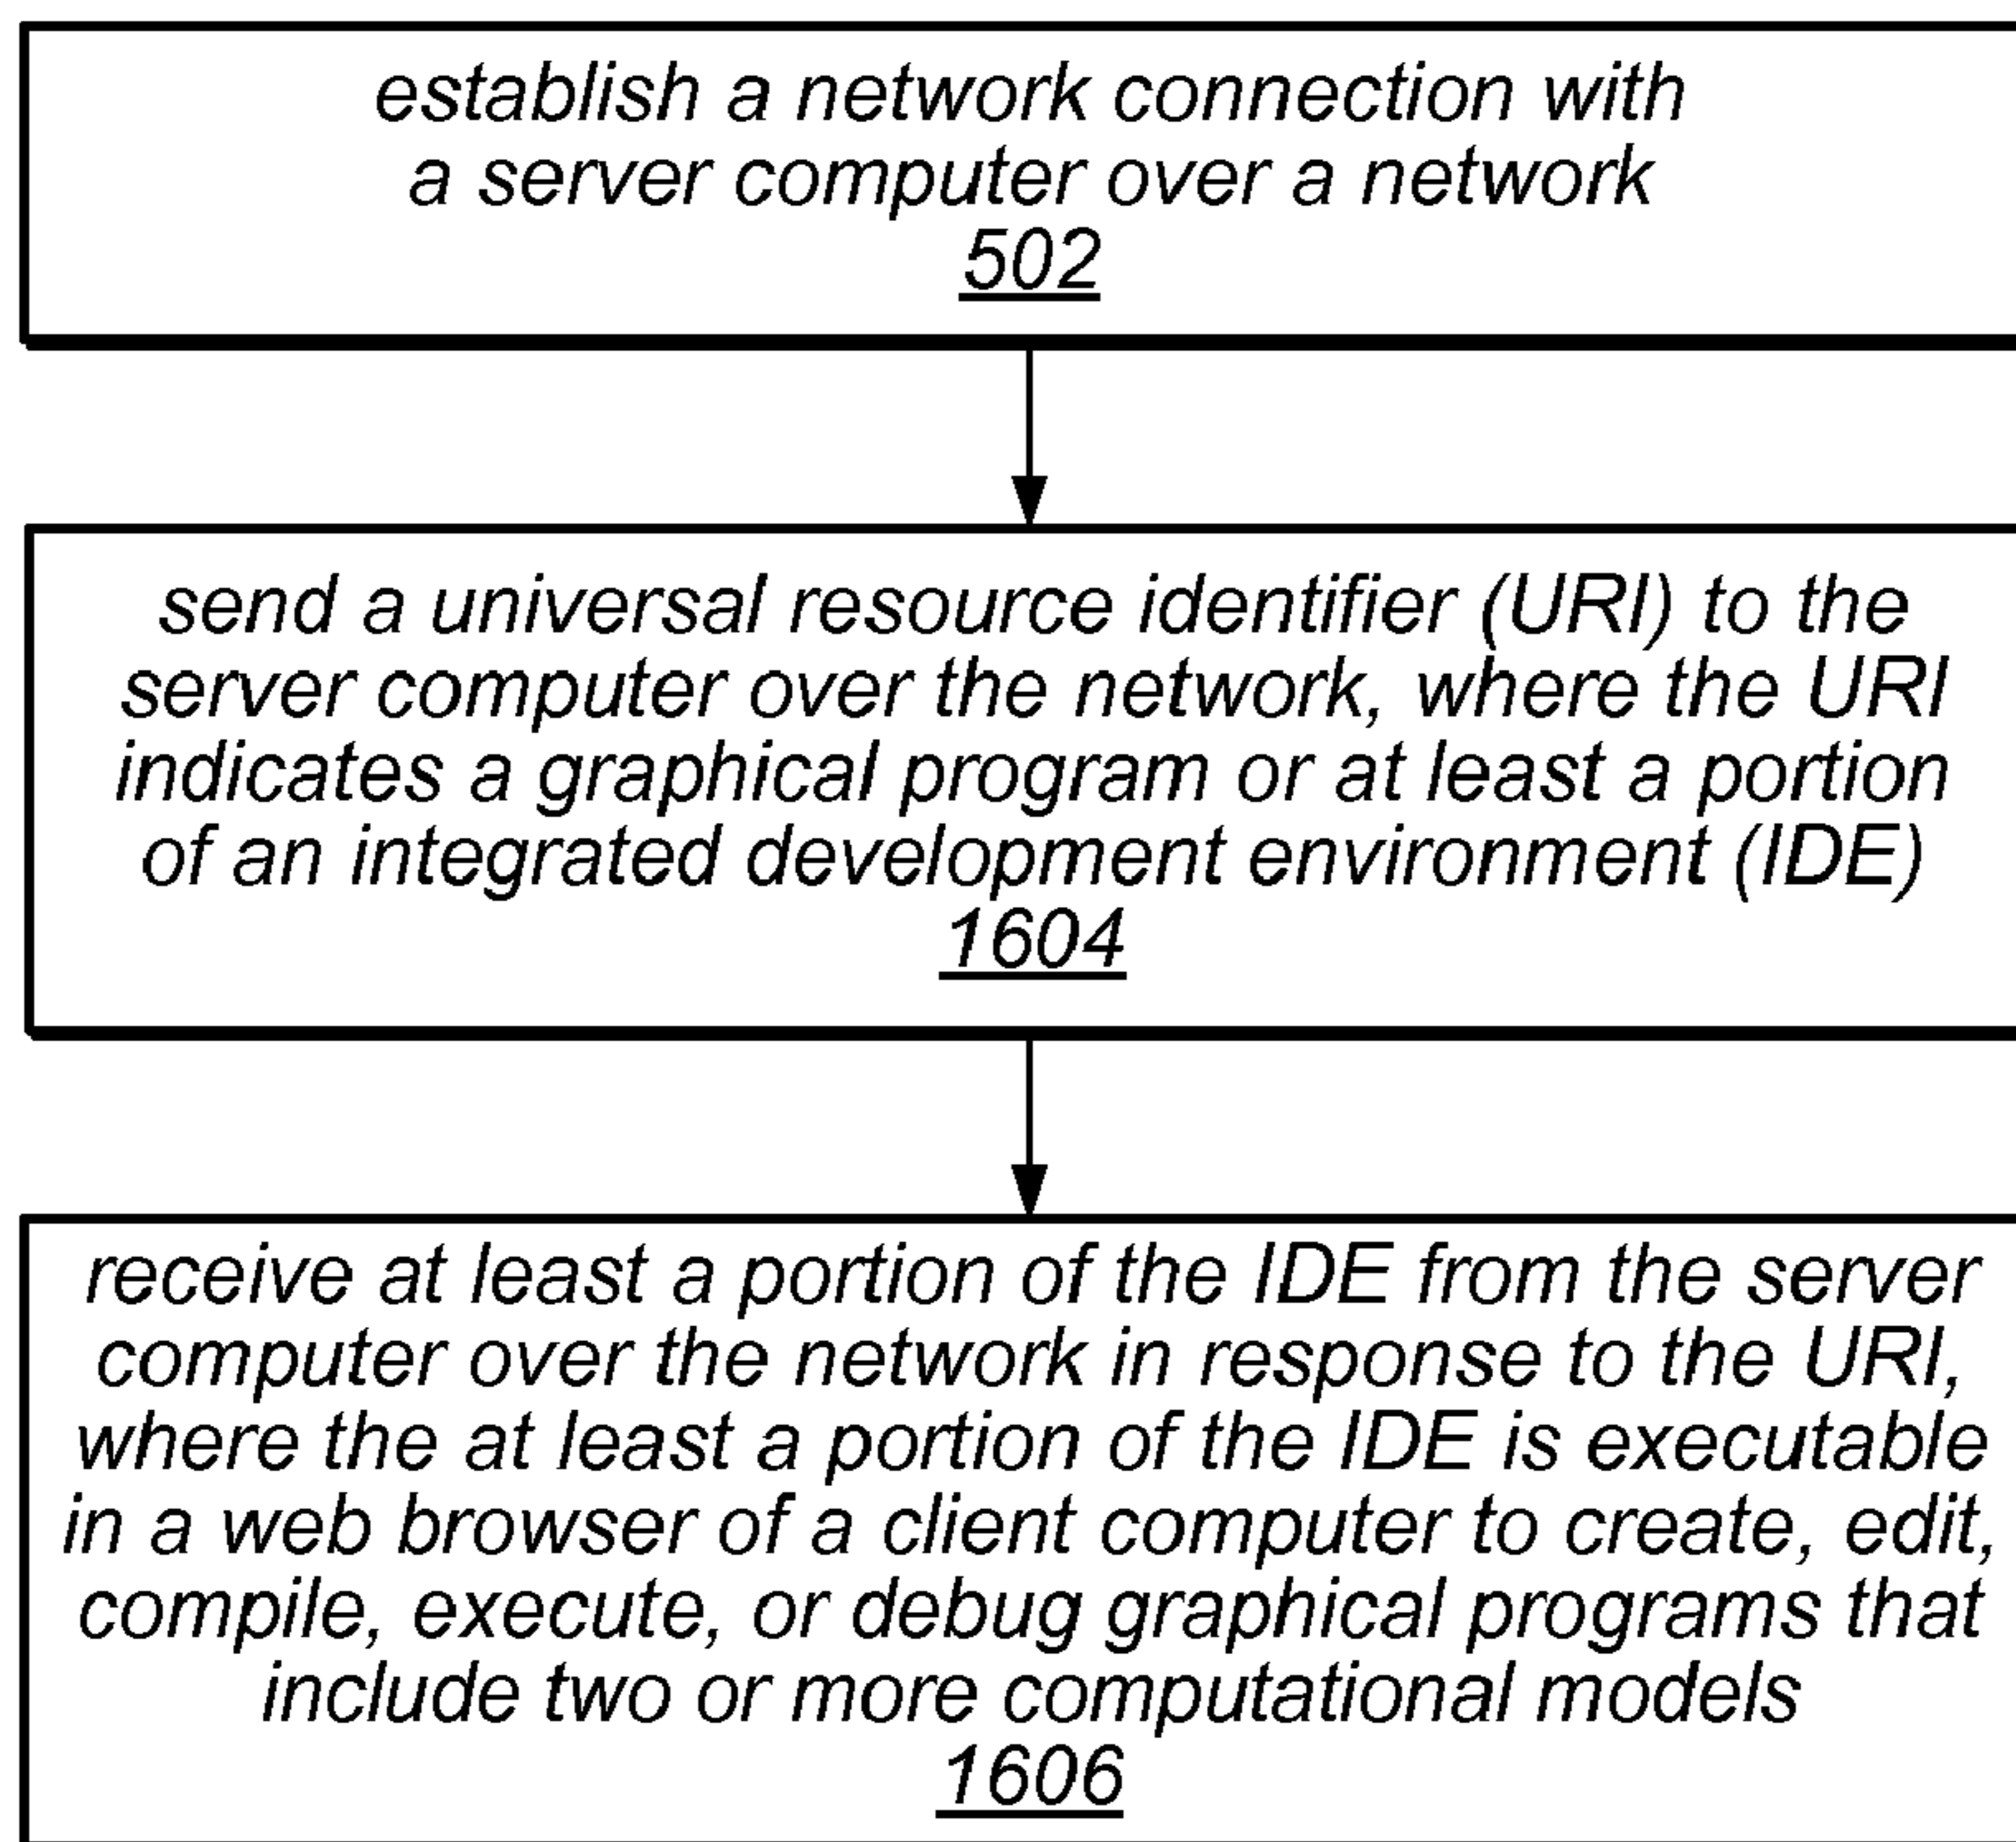 establish a network connection with
a server computer over a network
502
send a universal resource identifier (URI) to the
server computer over the network, where the URI
indicates a graphical program or at least a portion
of an integrated development environment (IDE)
1604
receive at least a portion of the IDE from the server
computer over the network in response to the URI,
where the at least a portion of the IDE is executable
in a web browser of a client computer to create, edit,
compile, execute, or debug graphical programs that
include two or more computational models
1606